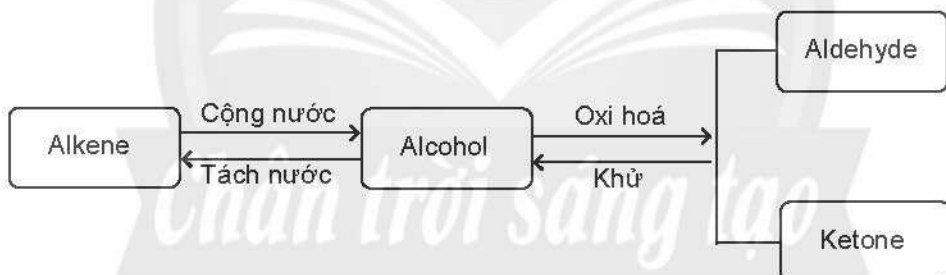 Aldehyde
Cộng nước
Oxi hoá
Alkene
Alcohol
Tách nước
Khử
Chân trời sáng tạo
Ketone